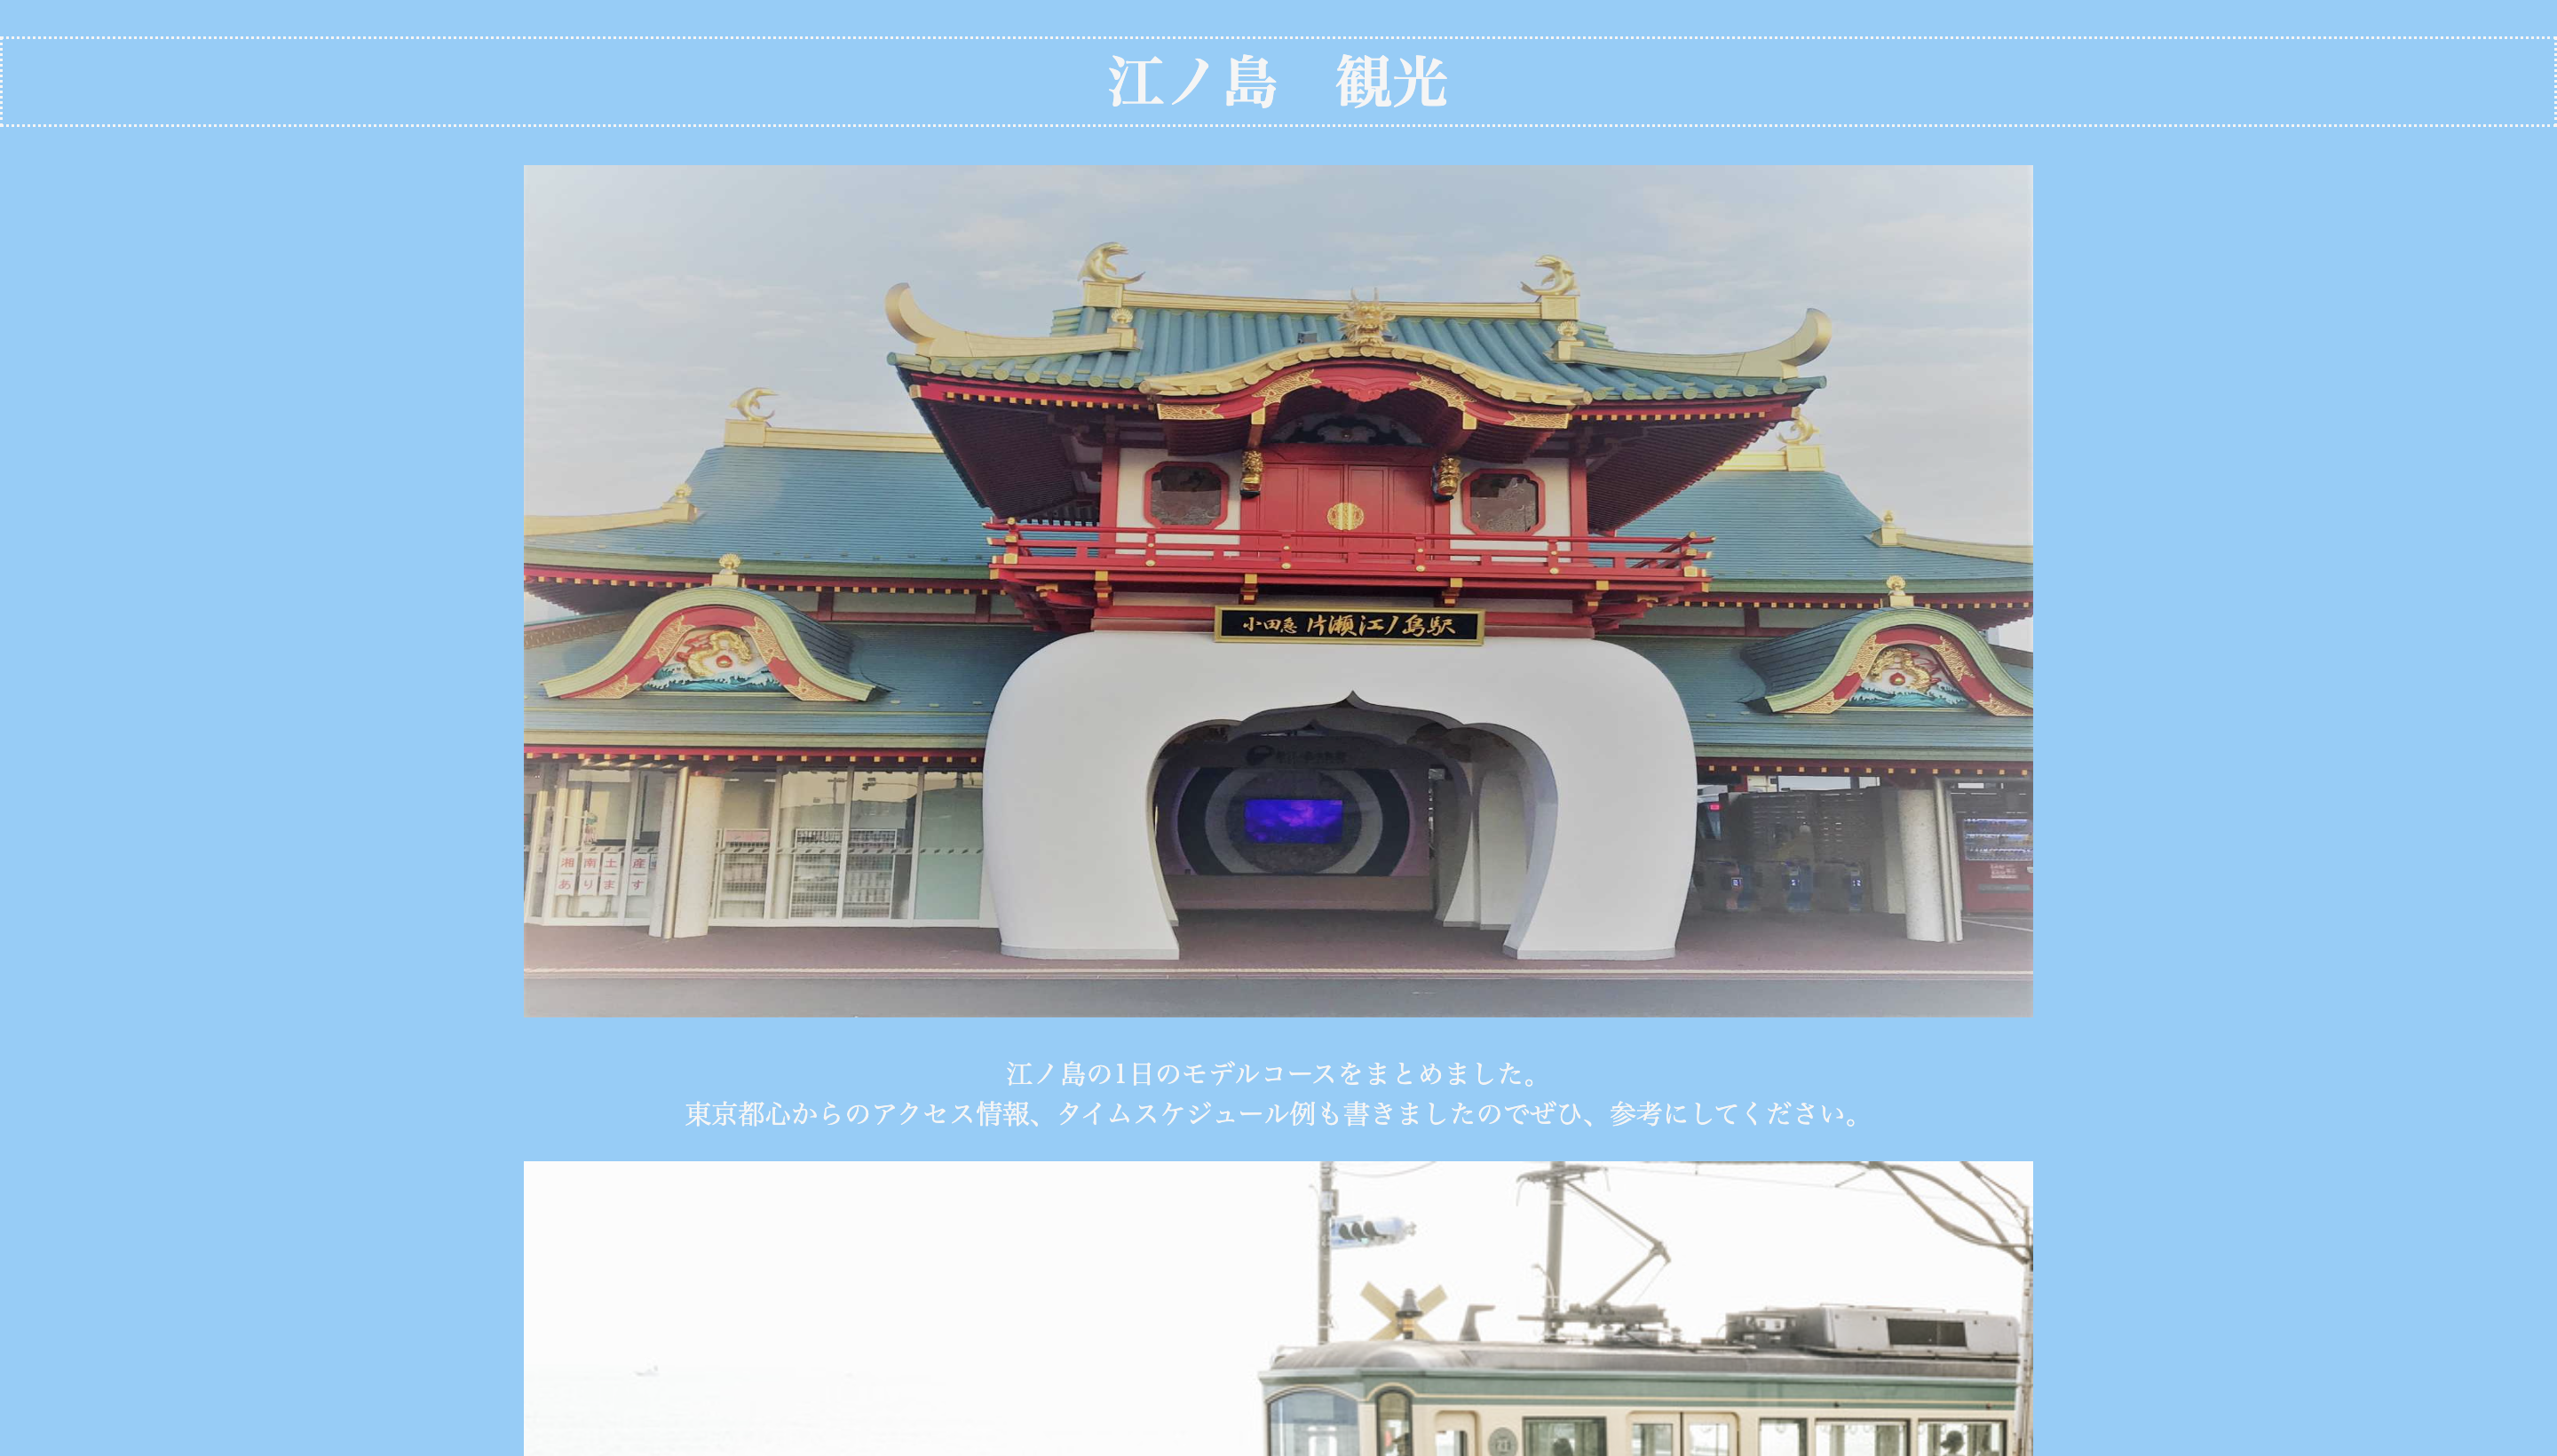 江ノ島　観光
小田急 片瀬江ノ島駅
湘南土産
あります
江ノ島の1日のモデルコースをまとめました。
東京都心からのアクセス情報、タイムスケジュール例も書きましたのでぜひ、参考にしてください。